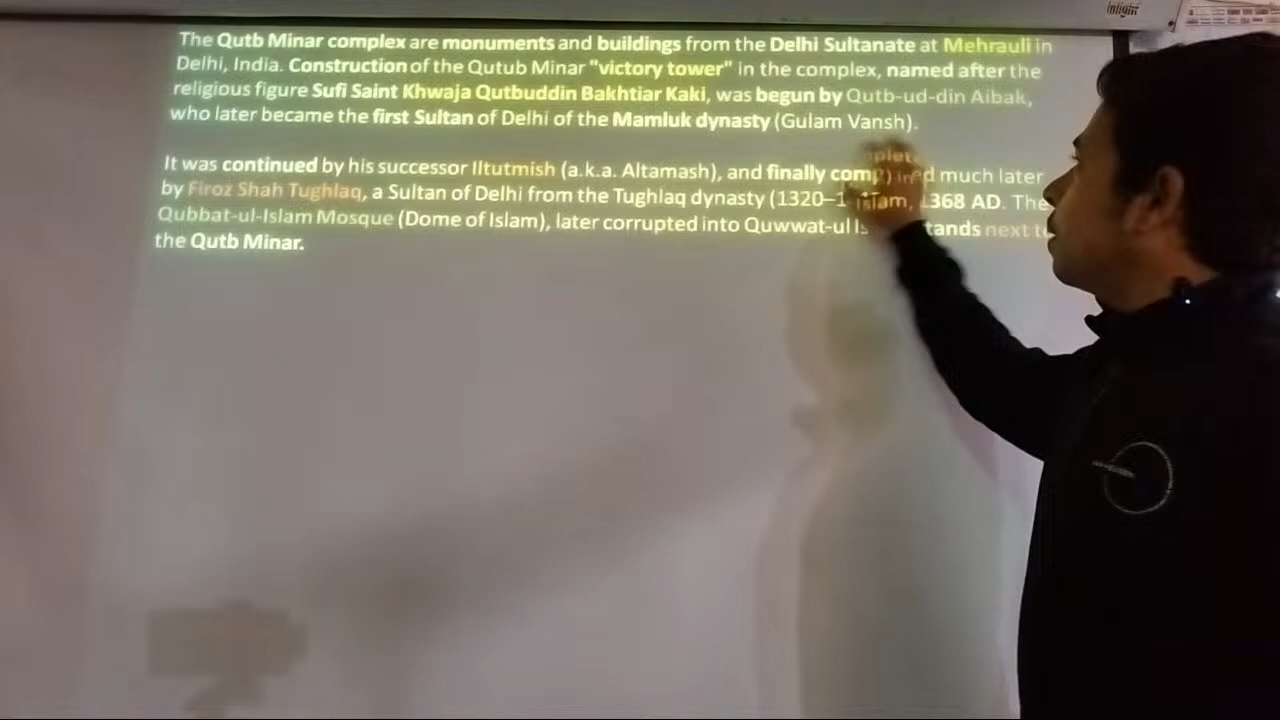 inlight
The Qutb Minar complex are monuments and buildings from the Delhi Sultanate at Mehrauli in
Delhi, India. Construction of the Qutub Minar "victory tower" in the complex, named after the
religious figure Sufi Saint Khwaja Qutbuddin Bakhtiar Kaki, was begun by Qutb-ud-din Aibak,
who later became the first Sultan of Delhi of the Mamluk dynasty (Gulam Vansh).
It was continued by his successor Iltutmish (a.k.a. Altamash), and finally much later
by Firoz Shah Tughlaq, a Sultan of Delhi from the Tughlaq dynasty (1320– 1368 AD. The
Qubbat-ul-Islam Mosque (Dome of Islam), later corrupted into Quwwat-ul next to
the Qutb Minar.